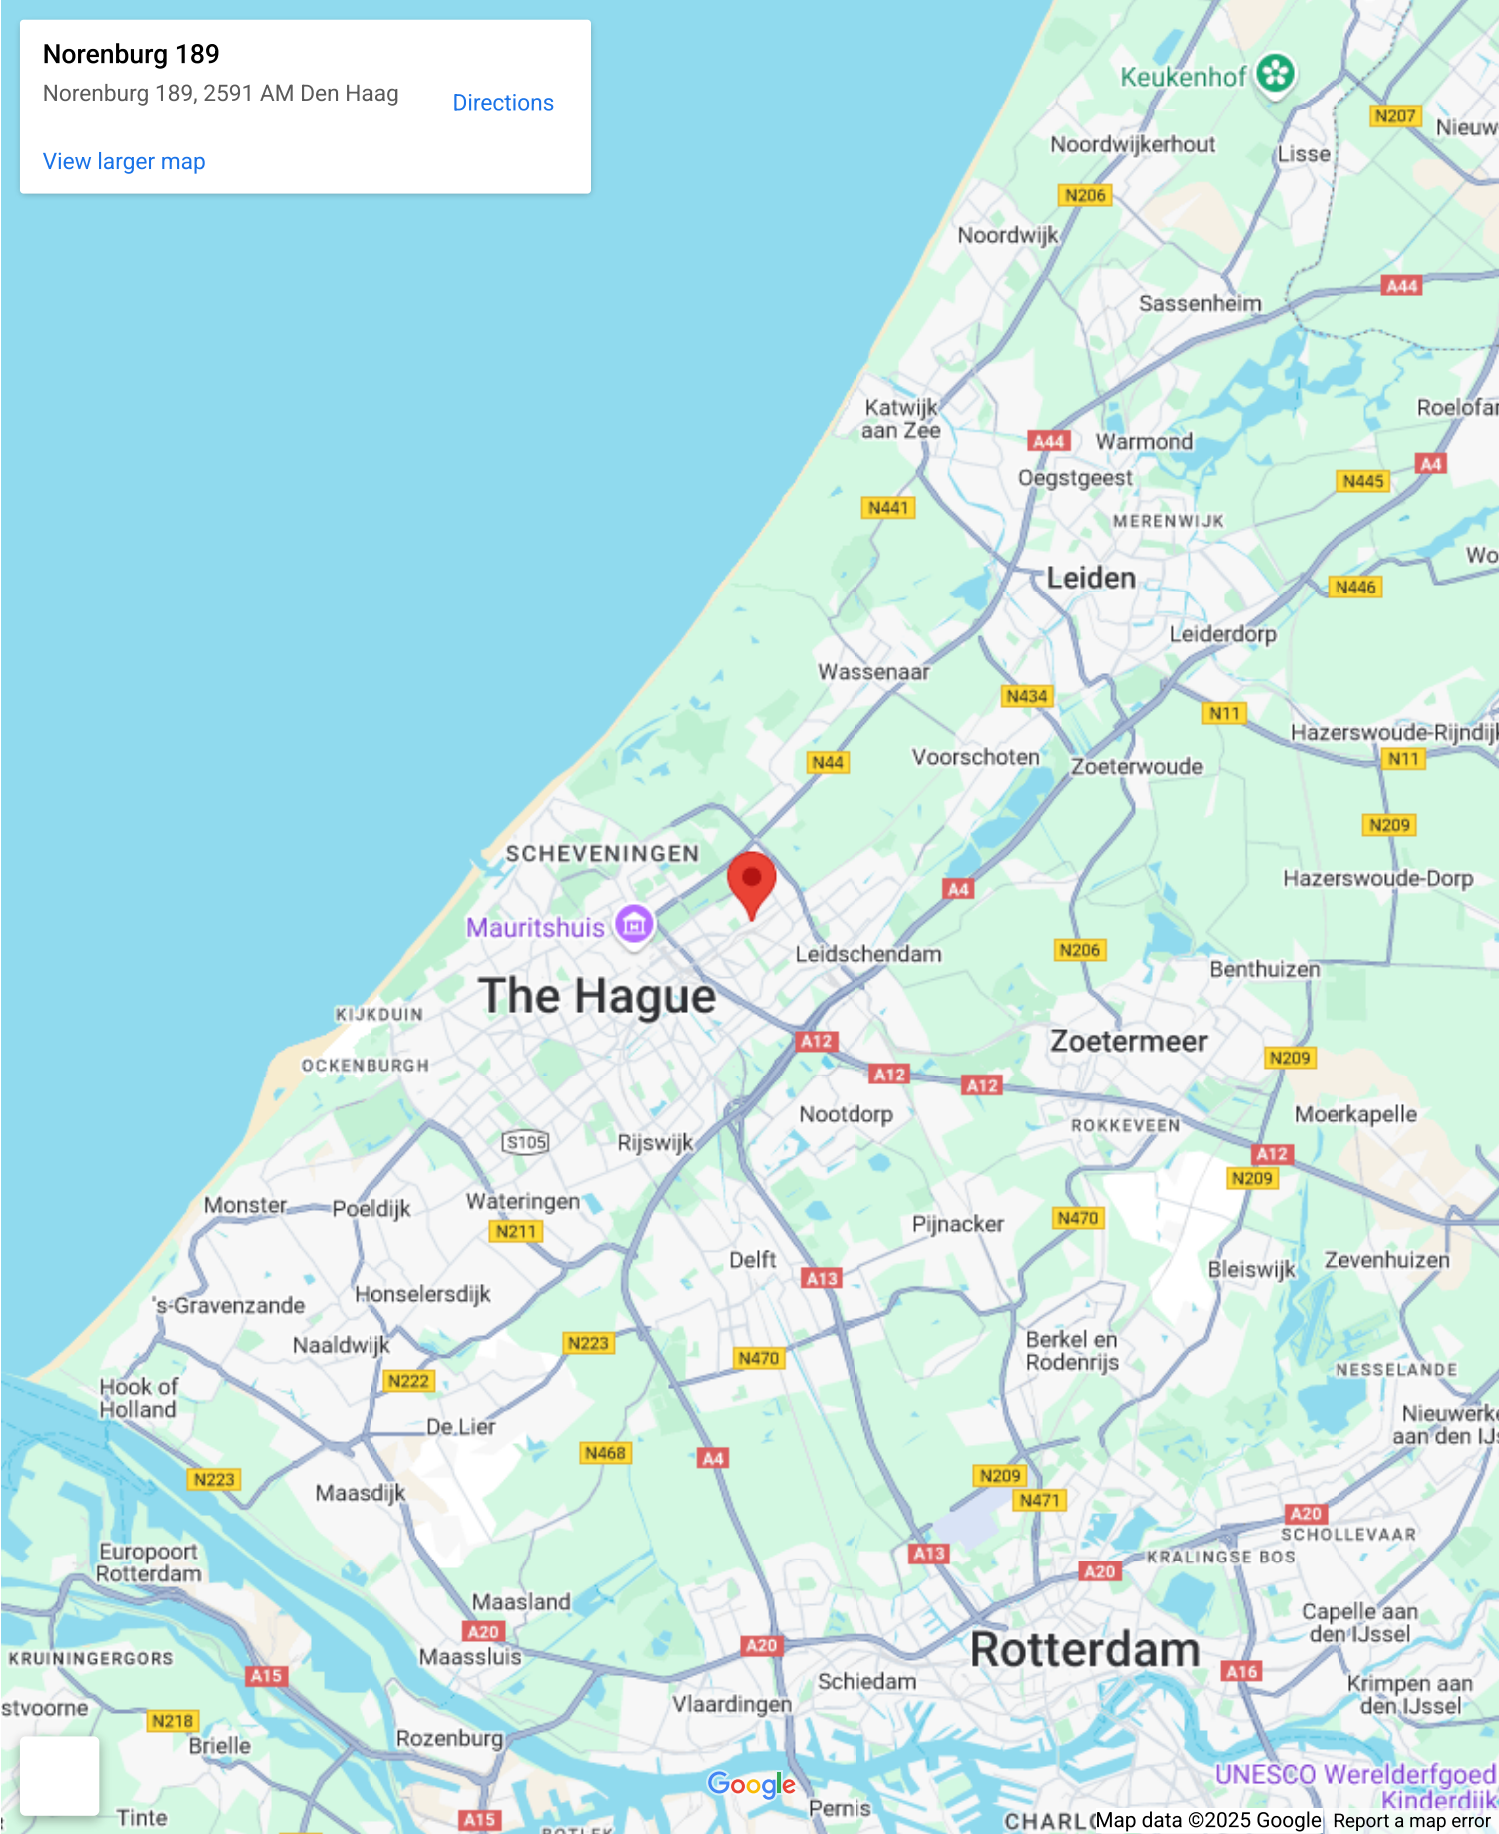 Norenburg 189
Norenburg 189, 2591 AM Den Haag
Directions
View larger map
Keukenhof
N207
Nieuw
Noordwijkerhout
Lisse
N206
Noordwijk
A44
Sassenheim
Katwijk
aan Zee
Roelofar
A44
Warmond
A4
Oegstgeest
N445
N441
MERENWIJK
Wo
Leiden
N446
Leiderdorp
Wassenaar
N434
N11
Hazerswoude-Rijndijk
N44
Voorschoten
Zoeterwoude
N11
N209
SCHEVENINGEN
Hazerswoude-Dorp
A4
Mauritshuis
Leidschendam
N206
Benthuizen
The Hague
KIJKDUIN
A12
Zoetermeer
N209
OCKENBURGH
A12
A12
Nootdorp
Moerkapelle
ROKKEVEEN
S105
Rijswijk
A12
N209
Monster
Poeldijk
Wateringen
N470
N211
Pijnacker
Delft
Zevenhuizen
Bleiswijk
A13
Honselersdijk
's-Gravenzande
Naaldwijk
N223
Berkel en
Rodenrijs
N470
NESSELANDE
N222
Hook of
Holland
Nieuwerke
aan den IJs
De Lier
N468
A4
N223
N209
Maasdijk
N471
A20
SCHOLLEVAAR
Europoort
Rotterdam
A13
KRALINGSE BOS
A20
Maasland
Capelle aan
den IJssel
A20
A20
Rotterdam
Maassluis
KRUININGERGORS
A15
A16
Schiedam
Krimpen aan
den IJssel
Vlaardingen
stvoorne
N218
Rozenburg
Brielle
UNESCO Werelderfgoed
Kinderdijk
Google
Pernis
Tinte
A15
CHARLO
Map data ©2025 Google
Report a map error